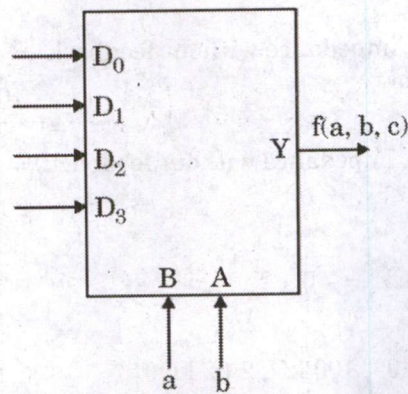 D₀
D₁
D₂
D₃
Y
f(a, b, c)
B A
a b